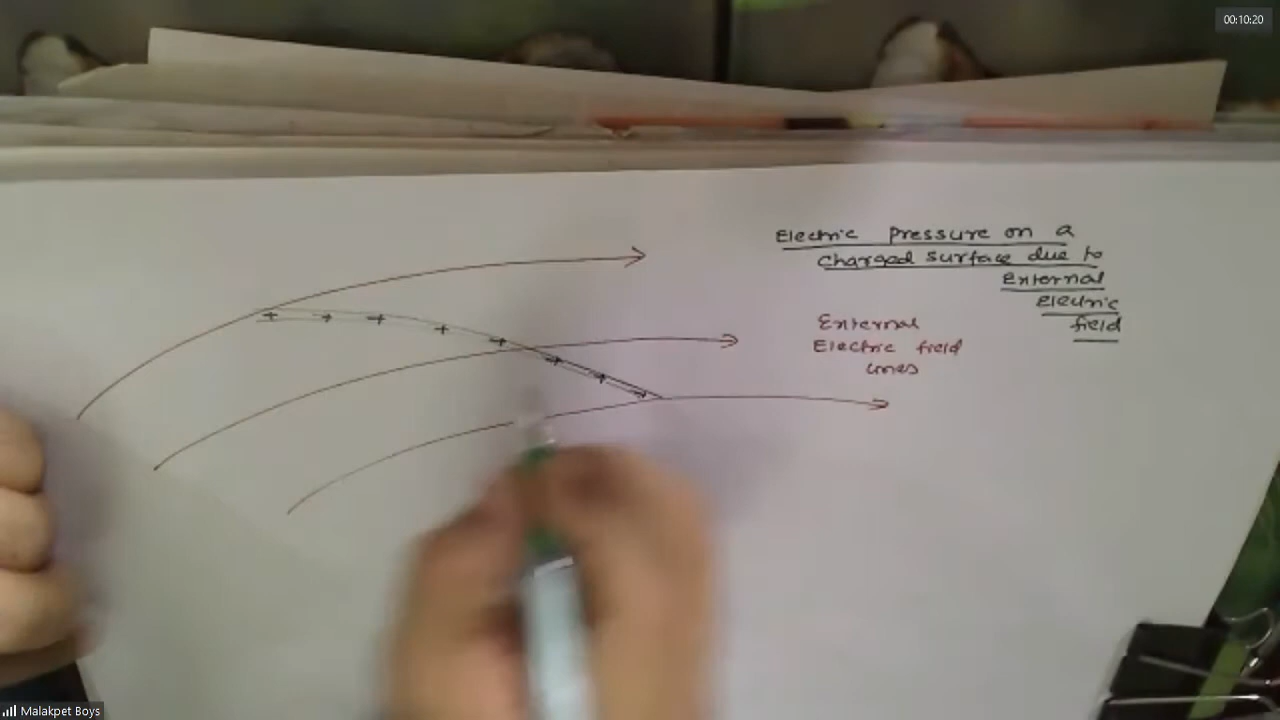 00:10:20
Electric Pressure on a
charged surface due to
External
Electric
field
External
Electric field
lines
+ + + + + + + +
Malakpet Boys